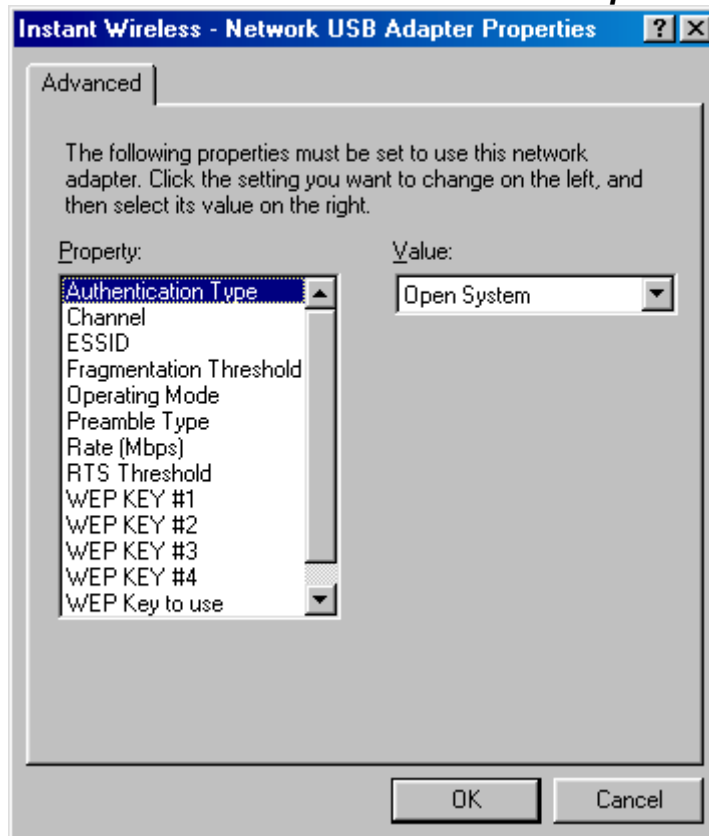 Instant Wireless - Network USB Adapter Properties
Advanced
The following properties must be set to use this network
adapter. Click the setting you want to change on the left, and
then select its value on the right.
Property:
Authentication Type
Channel
ESSID
Fragmentation Threshold
Operating Mode
Preamble Type
Rate (Mbps)
RTS Threshold
WEP KEY #1
WEP KEY #2
WEP KEY #3
WEP KEY #4
WEP Key to use
Value:
Open System
OK
Cancel